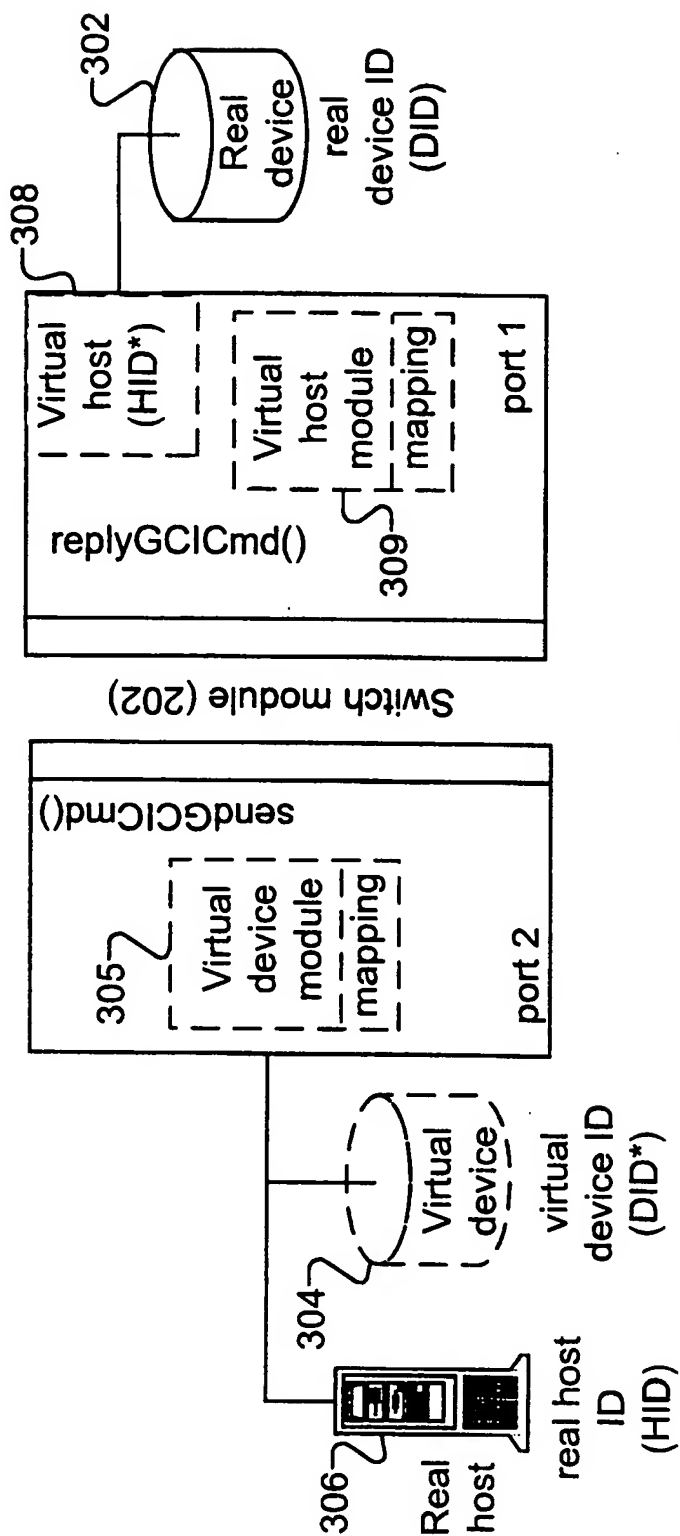 306
Real
host
real host
ID
(HID)
304
Virtual
device
virtual
device ID
(DID*)
305
Virtual
device
module
mapping
sendGCICmd()
port 2
Switch module (202)
replyGCICmd()
309
Virtual
host
module
mapping
port 1
Virtual
host
(HID*)
308
302
Real
device
real
device ID
(DID)